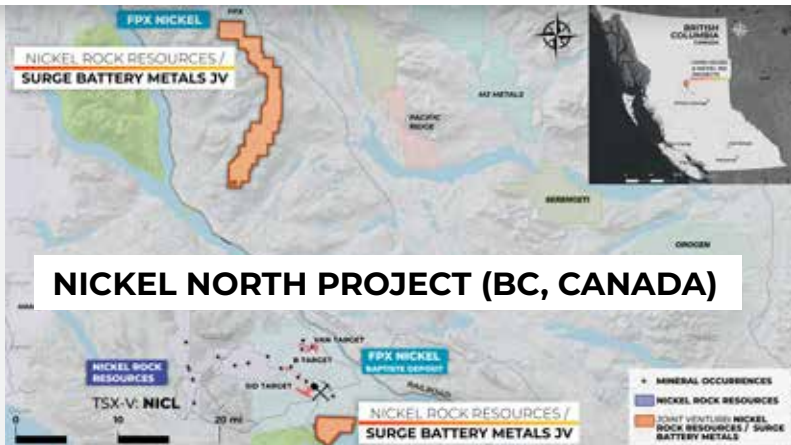 FPX
FPX NICKEL
NICKEL ROCK RESOURCES /
SURGE BATTERY METALS JV
BRITISH
COLUMBIA
MZ METALS
PACIFIC
RIDGE
SERENGETI
OROGEN
NICKEL NORTH PROJECT (BC, CANADA)
VAN TARGET
B TARGET
FPX NICKEL
BAPTISTE DEPOSIT
NICKEL ROCK
RESOURCES
SID TARGET
RAILROAD
TSX-V: NICL
0 10 20 mi
NICKEL ROCK RESOURCES /
SURGE BATTERY METALS JV
MINERAL OCCURRENCES
NICKEL ROCK RESOURCES
JOINT VENTURE: NICKEL
ROCK RESOURCES / SURGE
BATTERY METALS